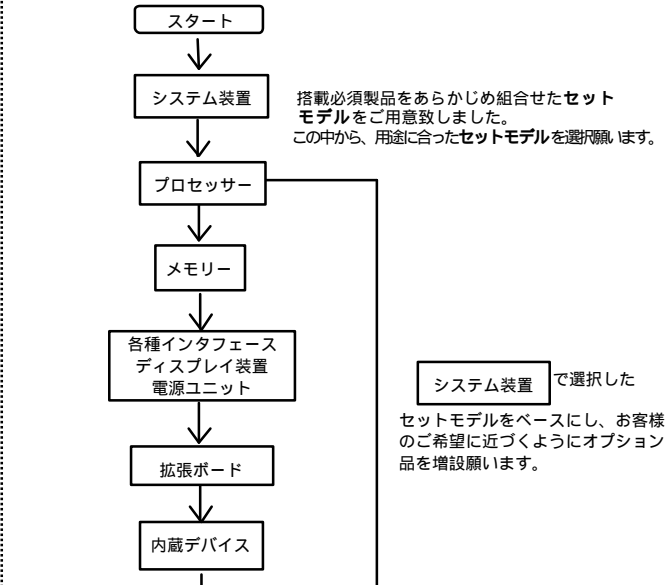 スタート
システム装置
搭載必須製品をあらかじめ組合せたセット
モデルをご用意致しました。
この中から、用途に合ったセットモデルを選択願います。
プロセッサー
メモリー
各種インタフェース
ディスプレイ装置
電源ユニット
システム装置 で選択した
セットモデルをベースにし、お客様
のご希望に近づくようにオプション
品を増設願います。
拡張ボード
内蔵デバイス